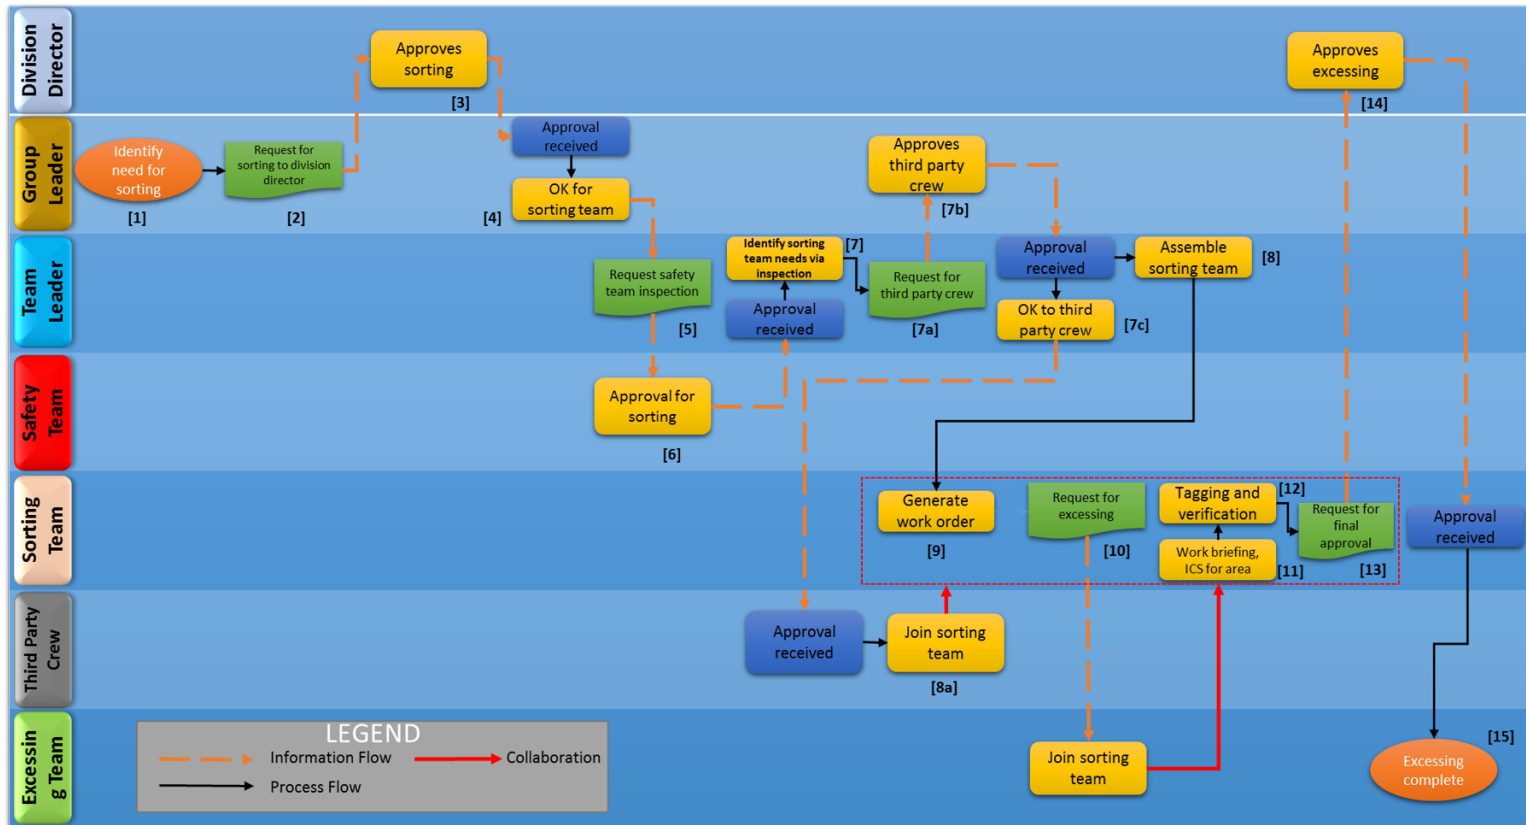 Division
Director
Approves
sorting
[3]
Approves
excessing
[14]
Group
Leader
Identify
need for
sorting
[1]
Request for
sorting to division
director
[2]
Approval
received
OK for
sorting team
[4]
Approves
third party
crew
[7b]
Team
Leader
Request safety
team inspection
[5]
Identify sorting
team needs via
inspection
[7]
Approval
received
Request for
third party crew
[7a]
Approval
received
OK to third
party crew
[7c]
Assemble
sorting team
[8]
Safety
Team
Approval for
sorting
[6]
Sorting
Team
Generate
work order
[9]
Request for
excessing
[10]
Tagging and
verification
[12]
Work briefing,
ICS for area
[11]
Request for
final
approval
[13]
Approval
received
Third Party
Crew
Approval
received
Join sorting
team
[8a]
Excessin
g Team
LEGEND
Information Flow
Collaboration
Process Flow
Join sorting
team
Excessing
complete
[15]